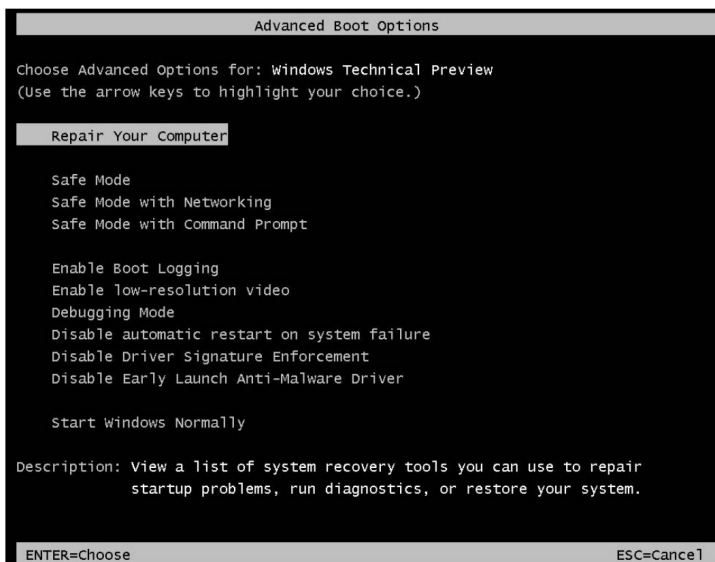 Advanced Boot Options
Choose Advanced Options for: Windows Technical Preview
(Use the arrow keys to highlight your choice.)
Repair Your Computer
Safe Mode
Safe Mode with Networking
Safe Mode with Command Prompt
Enable Boot Logging
Enable low-resolution video
Debugging Mode
Disable automatic restart on system failure
Disable Driver Signature Enforcement
Disable Early Launch Anti-Malware Driver
Start Windows Normally
Description: View a list of system recovery tools you can use to repair
startup problems, run diagnostics, or restore your system.
ENTER=Choose ESC=Cancel